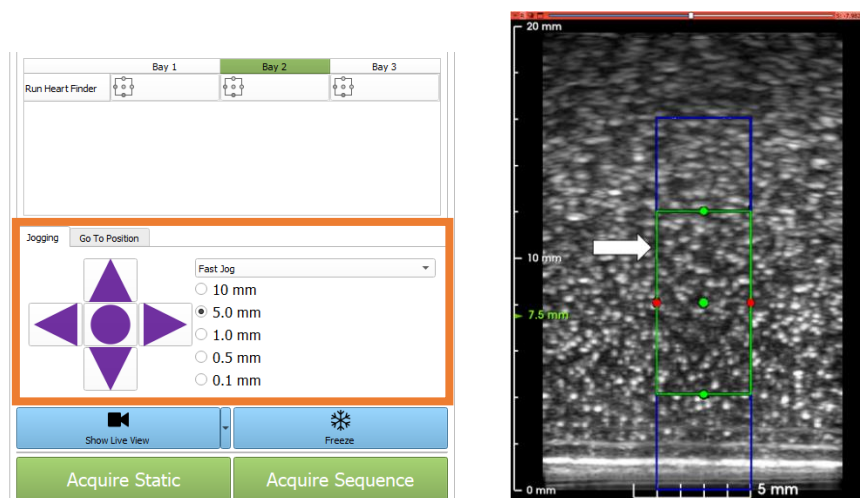 Bay 1 Bay 2 Bay 3
Run Heart Finder
Jogging Go To Position
Fast Jog
10 mm
5.0 mm
1.0 mm
0.5 mm
0.1 mm
Show Live View Freeze
Acquire Static Acquire Sequence
20 mm
10 mm
7.5 mm
0 mm
5 mm